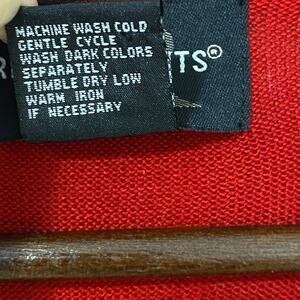 MACHINE WASH COLD
GENTLE CYCLE
WASH DARK COLORS
SEPARATELY
TUMBLE DRY LOW
WARM IRON
IF NECESSARY